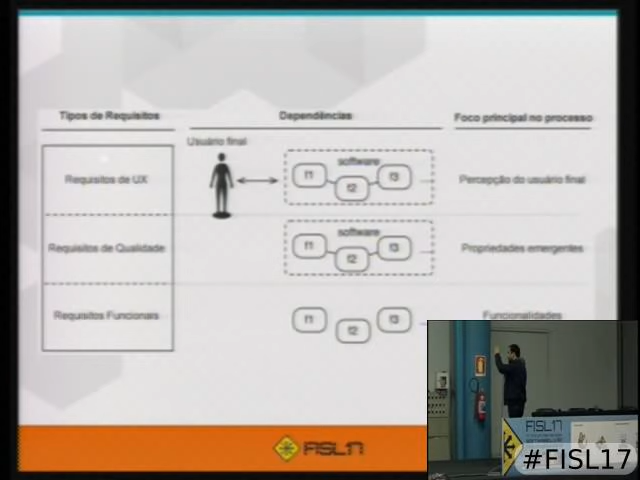 Tipos de Requisitos
Dependências
Foco principal no processo
Usuário final
Requisitos de UX
software
f1
f2
f3
Percepção do usuário final
Requisitos de Qualidade
software
f1
f2
f3
Propriedades emergentes
Requisitos Funcionais
f1
f2
f3
Funcionalidades
FISL17
FISL17
#FISL17